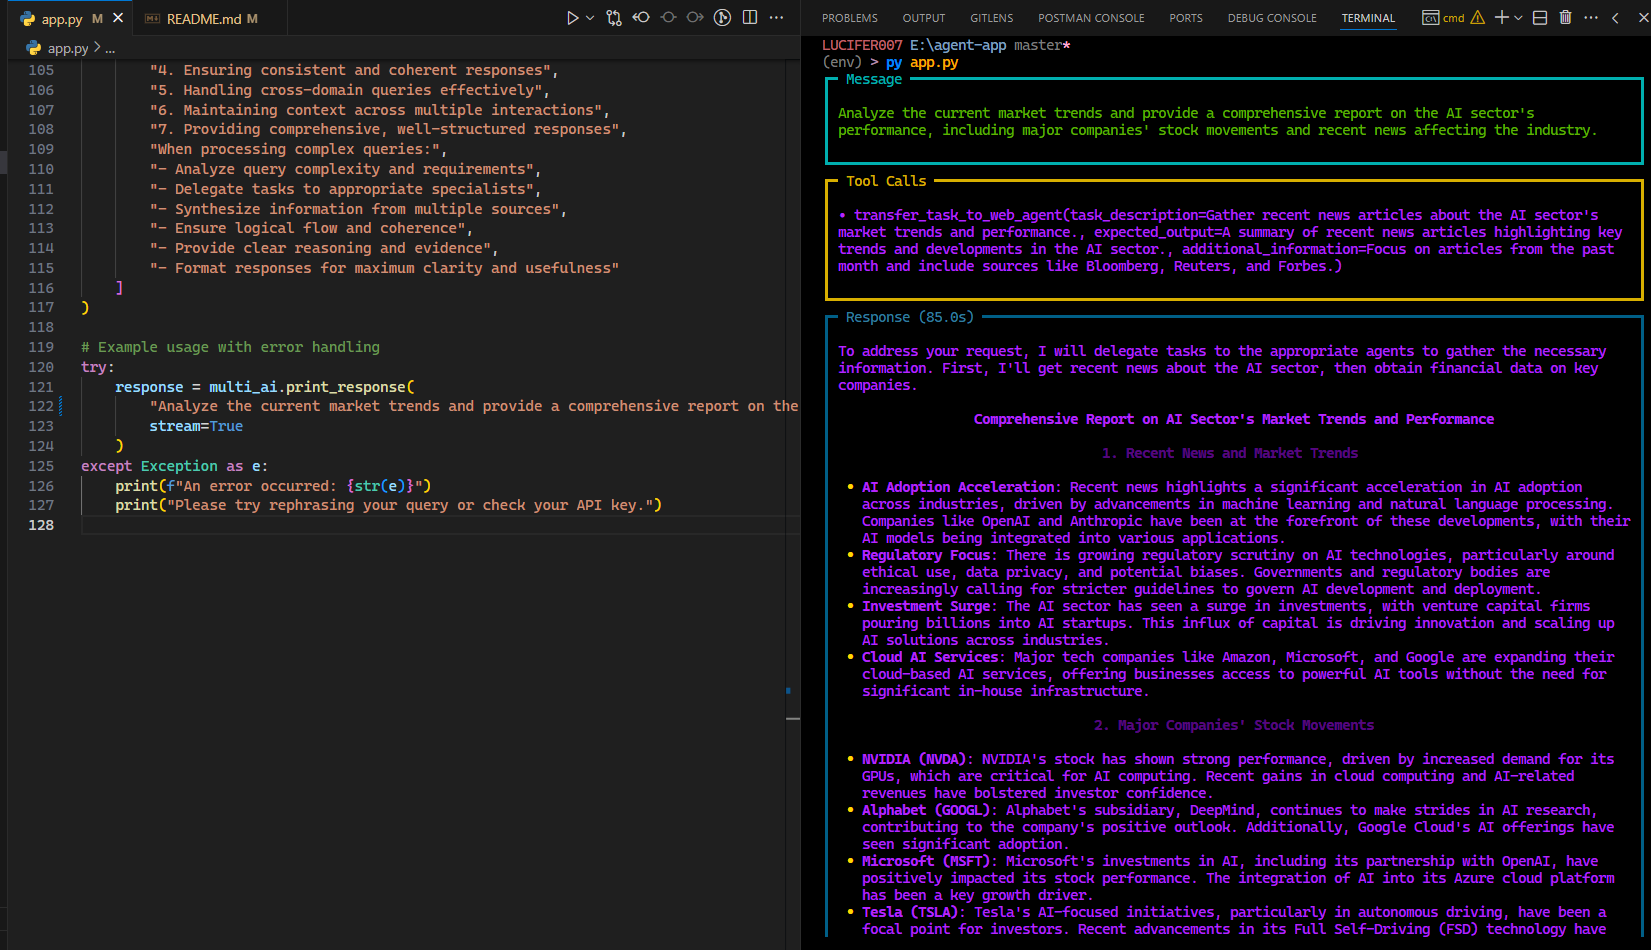 app.py M
README.md M
app.py > ...
105 "4. Ensuring consistent and coherent responses",
106 "5. Handling cross-domain queries effectively",
107 "6. Maintaining context across multiple interactions",
108 "7. Providing comprehensive, well-structured responses",
109 "When processing complex queries:",
110 "- Analyze query complexity and requirements",
111 "- Delegate tasks to appropriate specialists",
112 "- Synthesize information from multiple sources",
113 "- Ensure logical flow and coherence",
114 "- Provide clear reasoning and evidence",
115 "- Format responses for maximum clarity and usefulness"
116 ]
117 )
118
119 # Example usage with error handling
120 try:
121 response = multi_ai.print_response(
122 "Analyze the current market trends and provide a comprehensive report on the
123 stream=True
124 )
125 except Exception as e:
126 print(f"An error occurred: {str(e)}")
127 print("Please try rephrasing your query or check your API key.")
128
PROBLEMS OUTPUT GITLENS POSTMAN CONSOLE PORTS DEBUG CONSOLE TERMINAL cmd
LUCIFER007 E:\agent-app master*
(env) > py app.py
Message
Analyze the current market trends and provide a comprehensive report on the AI sector's
performance, including major companies' stock movements and recent news affecting the industry.
Tool Calls
• transfer_task_to_web_agent(task_description=Gather recent news articles about the AI sector's
market trends and performance., expected_output=A summary of recent news articles highlighting key
trends and developments in the AI sector., additional_information=Focus on articles from the past
month and include sources like Bloomberg, Reuters, and Forbes.)
Response (85.0s)
To address your request, I will delegate tasks to the appropriate agents to gather the necessary
information. First, I'll get recent news about the AI sector, then obtain financial data on key
companies.
Comprehensive Report on AI Sector's Market Trends and Performance
1. Recent News and Market Trends
• AI Adoption Acceleration: Recent news highlights a significant acceleration in AI adoption
across industries, driven by advancements in machine learning and natural language processing.
Companies like OpenAI and Anthropic have been at the forefront of these developments, with their
AI models being integrated into various applications.
• Regulatory Focus: There is growing regulatory scrutiny on AI technologies, particularly around
ethical use, data privacy, and potential biases. Governments and regulatory bodies are
increasingly calling for stricter guidelines to govern AI development and deployment.
• Investment Surge: The AI sector has seen a surge in investments, with venture capital firms
pouring billions into AI startups. This influx of capital is driving innovation and scaling up
AI solutions across industries.
• Cloud AI Services: Major tech companies like Amazon, Microsoft, and Google are expanding their
cloud-based AI services, offering businesses access to powerful AI tools without the need for
significant in-house infrastructure.
2. Major Companies' Stock Movements
• NVIDIA (NVDA): NVIDIA's stock has shown strong performance, driven by increased demand for its
GPUs, which are critical for AI computing. Recent gains in cloud computing and AI-related
revenues have bolstered investor confidence.
• Alphabet (GOOGL): Alphabet's subsidiary, DeepMind, continues to make strides in AI research,
contributing to the company's positive outlook. Additionally, Google Cloud's AI offerings have
seen significant adoption.
• Microsoft (MSFT): Microsoft's investments in AI, including its partnership with OpenAI, have
positively impacted its stock performance. The integration of AI into its Azure cloud platform
has been a key growth driver.
• Tesla (TSLA): Tesla's AI-focused initiatives, particularly in autonomous driving, have been a
focal point for investors. Recent advancements in its Full Self-Driving (FSD) technology have